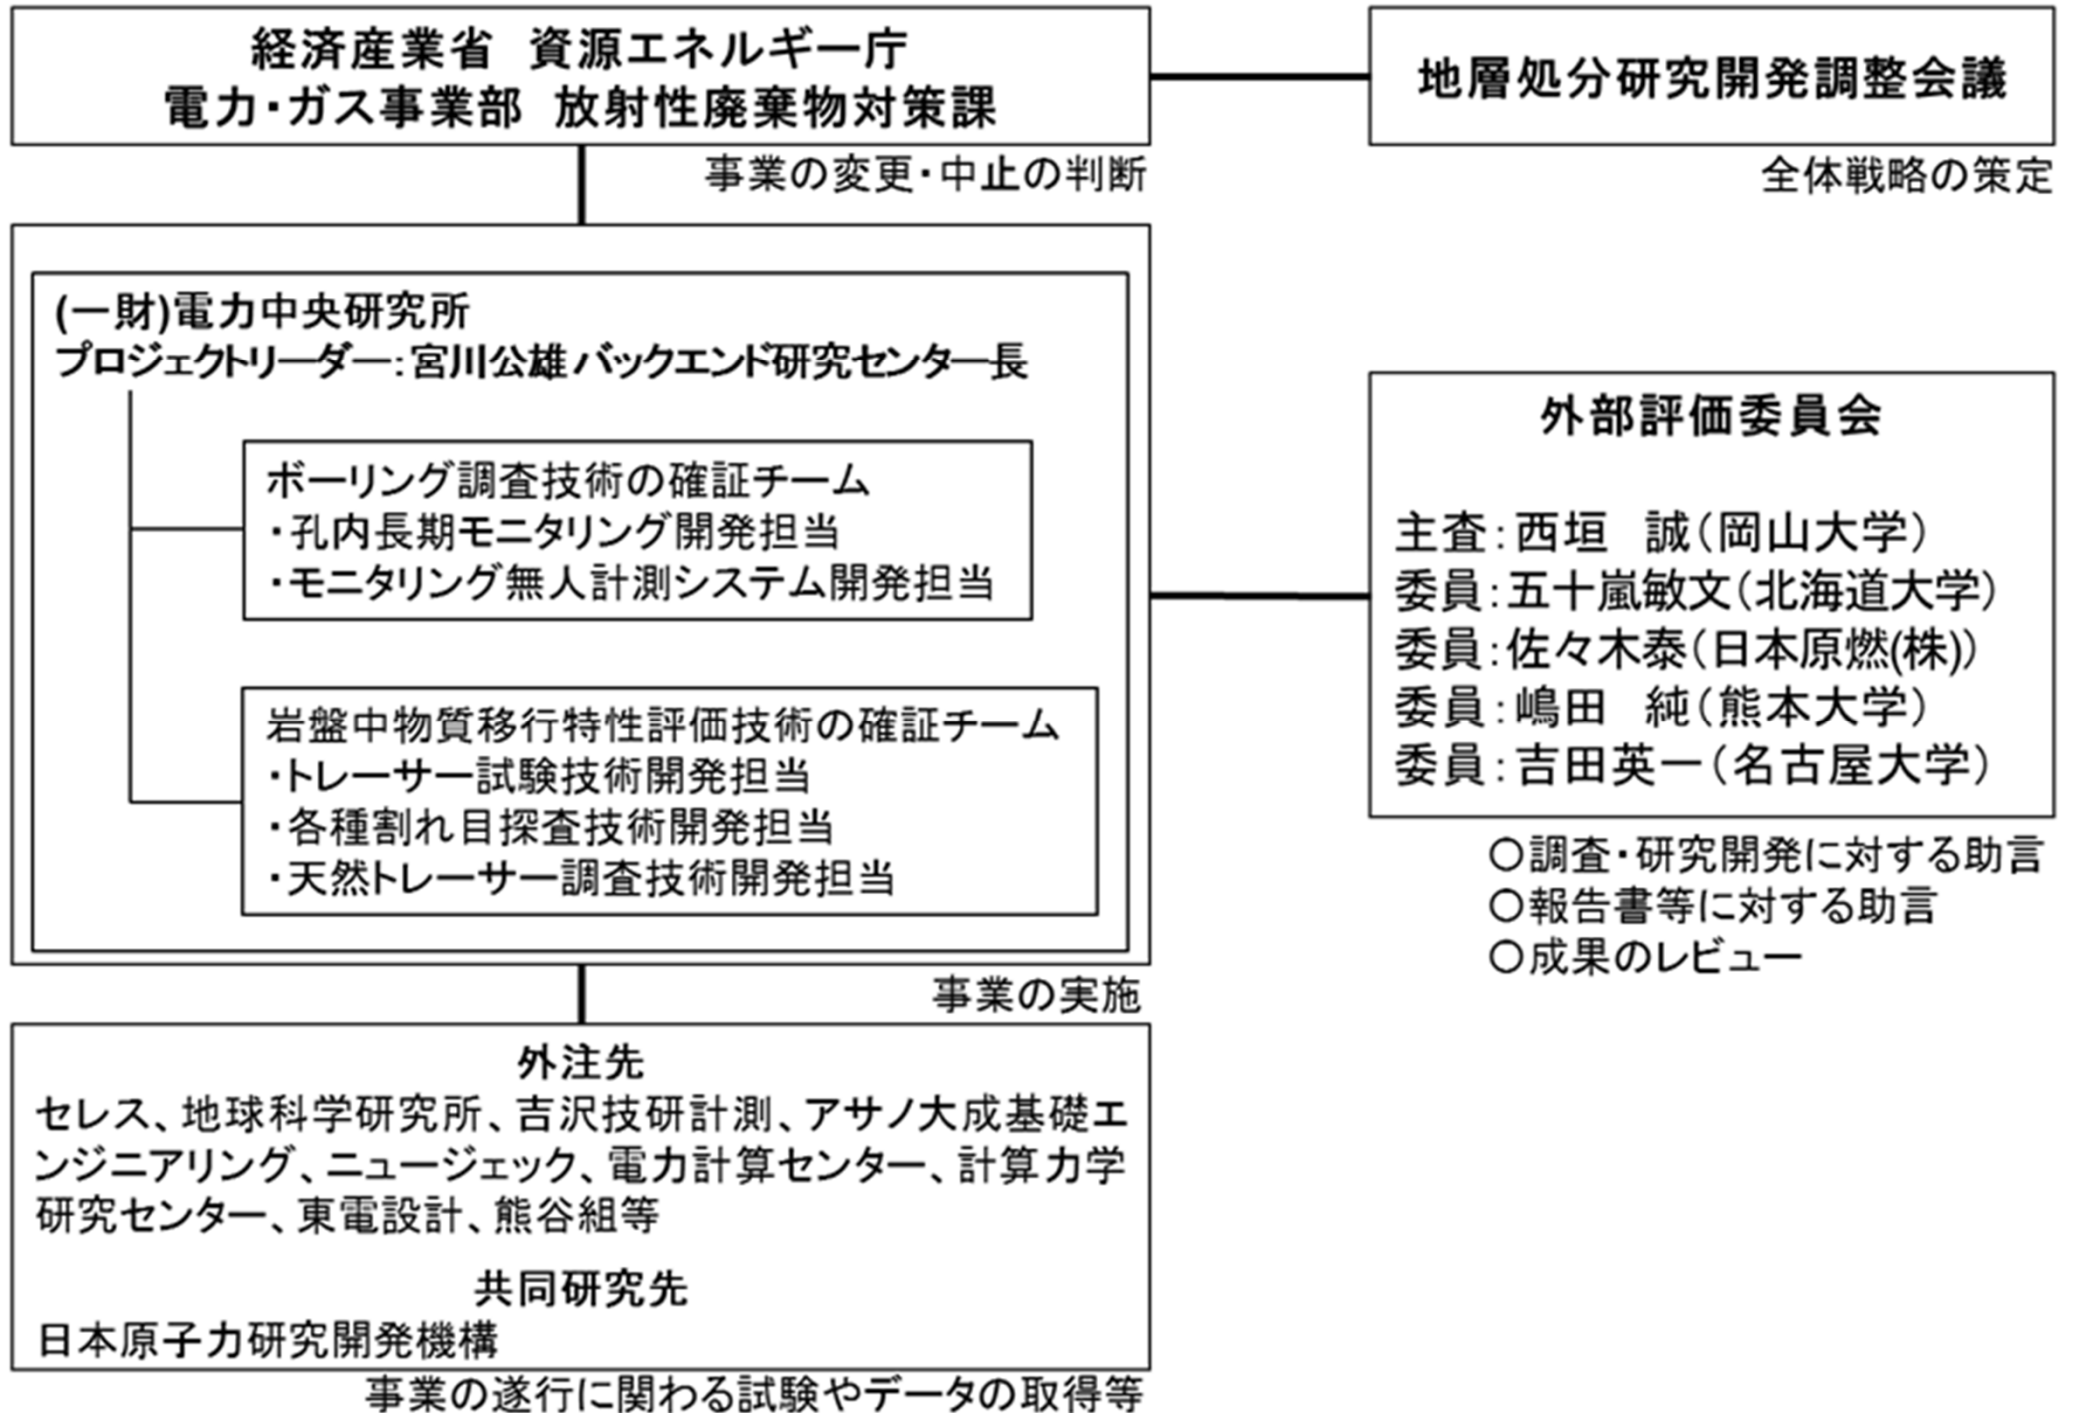 経済産業省　資源エネルギー庁
電力・ガス事業部　放射性廃棄物対策課
事業の変更・中止の判断
地層処分研究開発調整会議
全体戦略の策定
(一財)電力中央研究所
プロジェクトリーダー：宮川公雄 バックエンド研究センター長
ボーリング調査技術の確証チーム
・孔内長期モニタリング開発担当
・モニタリング無人計測システム開発担当
岩盤中物質移行特性評価技術の確証チーム
・トレーサー試験技術開発担当
・各種割れ目探査技術開発担当
・天然トレーサー調査技術開発担当
事業の実施
外部評価委員会
主査：西垣　誠（岡山大学）
委員：五十嵐敏文（北海道大学）
委員：佐々木泰（日本原燃(株)）
委員：嶋田　純（熊本大学）
委員：吉田英一（名古屋大学）
○調査・研究開発に対する助言
○報告書等に対する助言
○成果のレビュー
外注先
セレス、地球科学研究所、吉沢技研計測、アサノ大成基礎エ
ンジニアリング、ニュージェック、電力計算センター、計算力学
研究センター、東電設計、熊谷組等
共同研究先
日本原子力研究開発機構
事業の遂行に関わる試験やデータの取得等